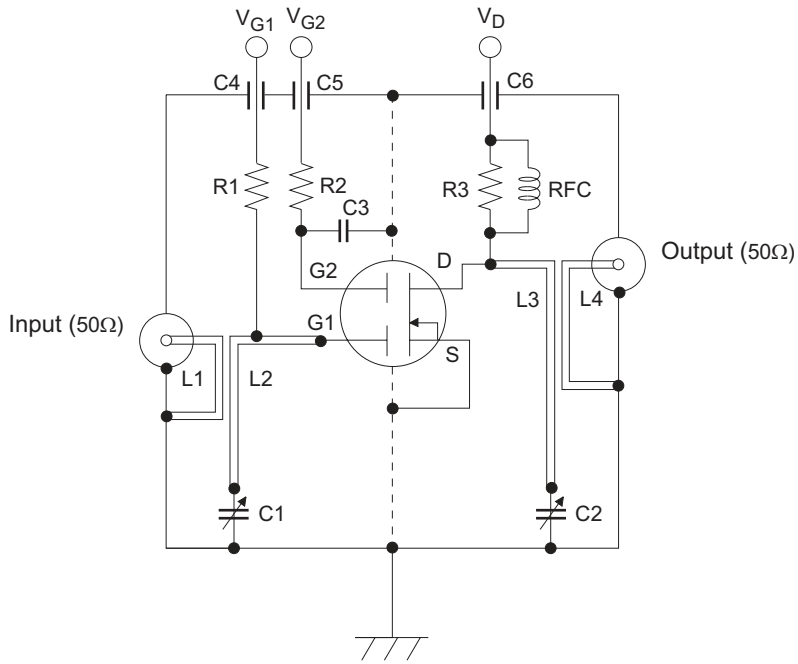 V_G1 V_G2 V_D
C4 C5 C6
R1 R2 R3 RFC
C3
G2 D
Output (50Ω)
L3 L4
Input (50Ω)
G1
S
L1 L2
C1 C2